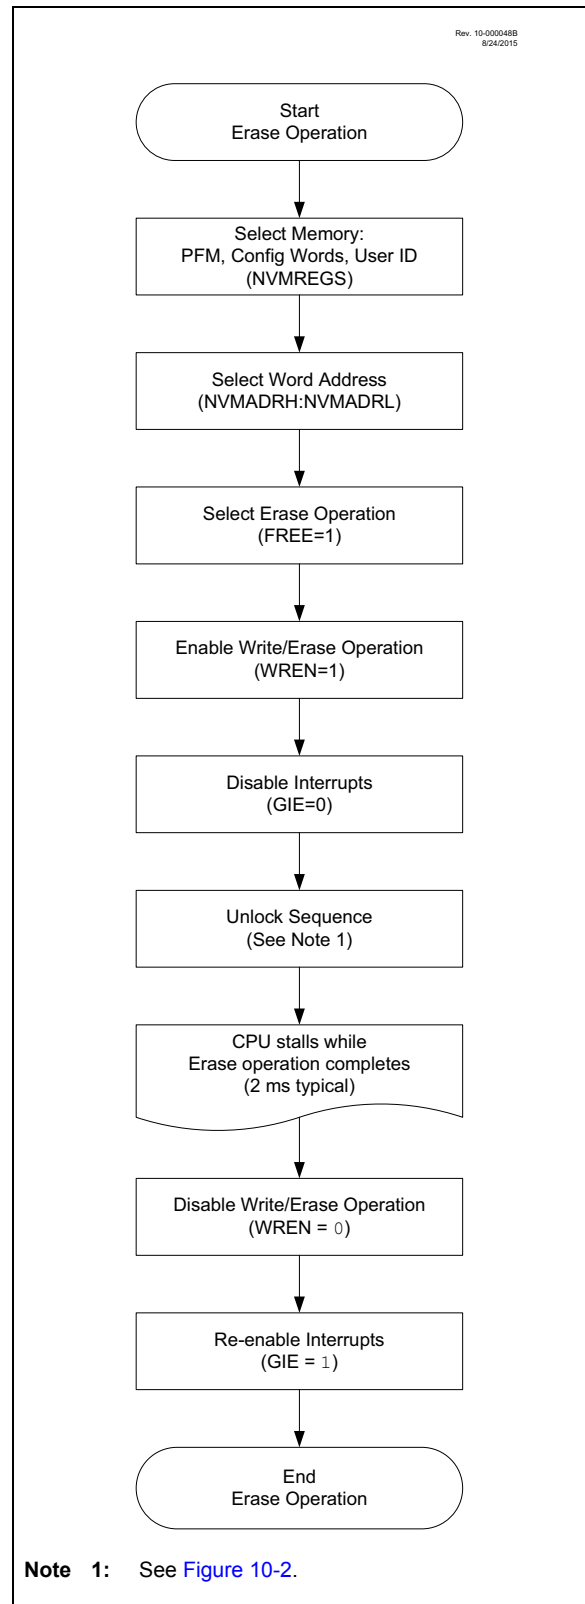 Rev. 10-000048B
8/24/2015
Start
Erase Operation
Select Memory:
PFM, Config Words, User ID
(NVMREGS)
Select Word Address
(NVMADRH:NVMADRL)
Select Erase Operation
(FREE=1)
Enable Write/Erase Operation
(WREN=1)
Disable Interrupts
(GIE=0)
Unlock Sequence
(See Note 1)
CPU stalls while
Erase operation completes
(2 ms typical)
Disable Write/Erase Operation
(WREN = 0)
Re-enable Interrupts
(GIE = 1)
End
Erase Operation
Note 1: See Figure 10-2.